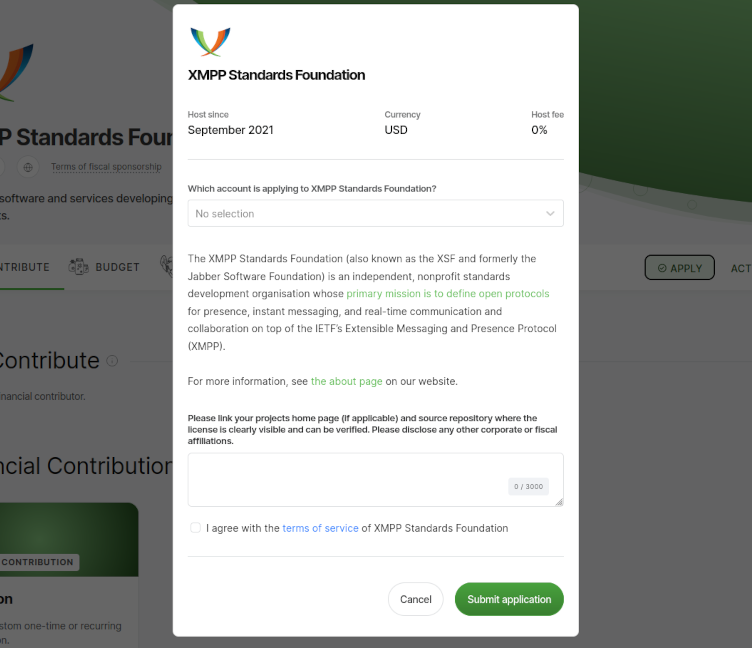 XMPP Standards Foundation
Host since
Currency
Host fee
September 2021
USD
0%
P Standards Four
Terms of fiscal sponsorship
software and services developing
ts.
Which account is applying to XMPP Standards Foundation?
No selection
NTRIBUTE
BUDGET
APPLY
ACT
The XMPP Standards Foundation (also known as the XSF and formerly the
Jabber Software Foundation) is an independent, nonprofit standards
development organisation whose primary mission is to define open protocols
for presence, instant messaging, and real-time communication and
collaboration on top of the IETF's Extensible Messaging and Presence Protocol
(XMPP).
Contribute
For more information, see the about page on our website.
nancial contributor.
Please link your projects home page (if applicable) and source repository where the
license is clearly visible and can be verified. Please disclose any other corporate or fiscal
affiliations.
ncial Contribution
0 / 3000
I agree with the terms of service of XMPP Standards Foundation
CONTRIBUTION
on
stom one-time or recurring
on.
Cancel
Submit application